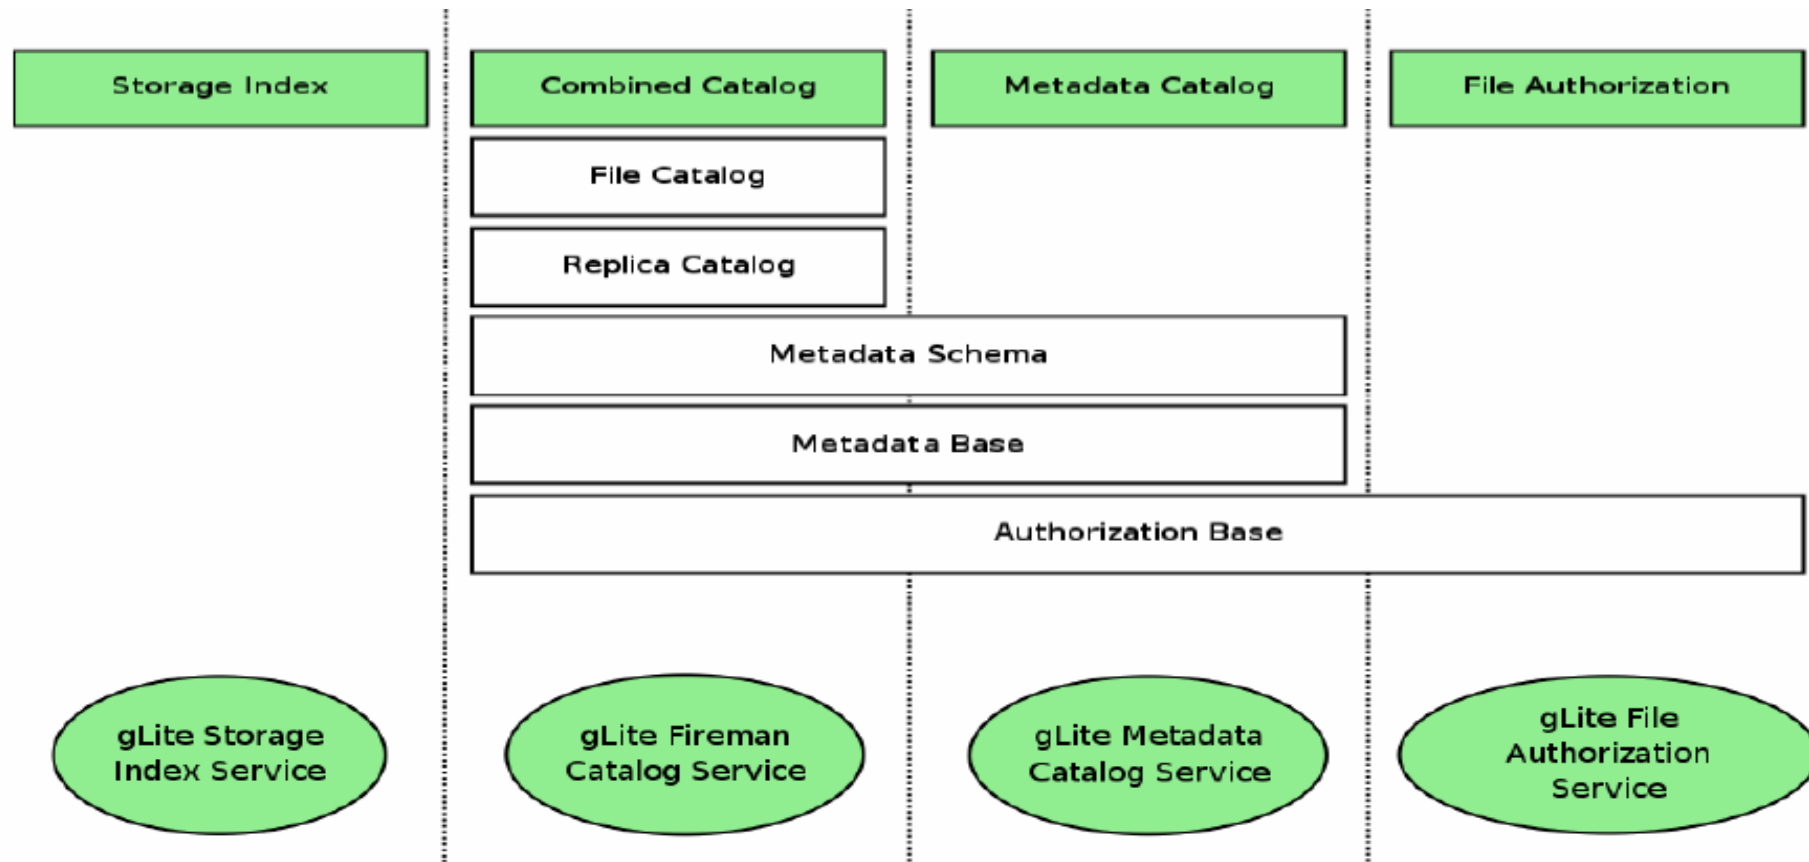 Storage Index
Combined Catalog
Metadata Catalog
File Authorization
File Catalog
Replica Catalog
Metadata Schema
Metadata Base
Authorization Base
gLite Storage
Index Service
gLite Fireman
Catalog Service
gLite Metadata
Catalog Service
gLite File
Authorization
Service